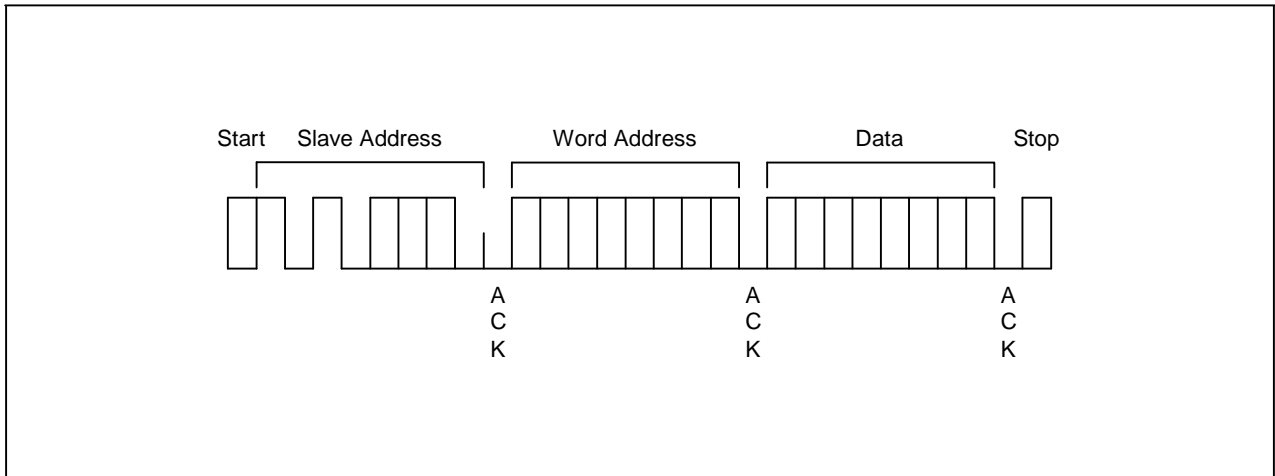 Start Slave Address Word Address Data Stop
A A A
C C C
K K K